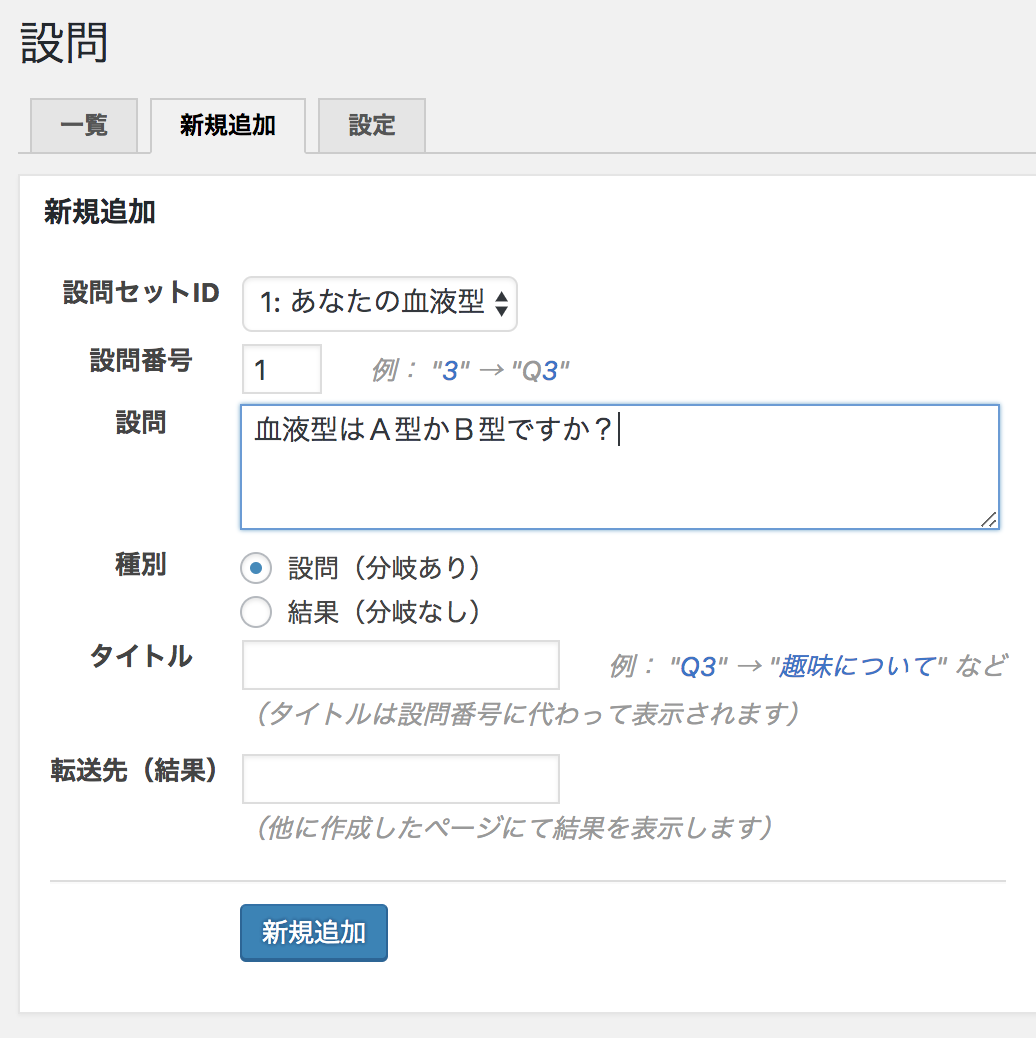 設問
一覧 新規追加 設定
新規追加
設問セットID 1: あなたの血液型
設問番号 1 例： "3" → "Q3"
設問 血液型はＡ型かＢ型ですか？
種別 設問（分岐あり）
結果（分岐なし）
タイトル 例： "Q3" → "趣味について" など
（タイトルは設問番号に代わって表示されます）
転送先（結果）
（他に作成したページにて結果を表示します）
新規追加